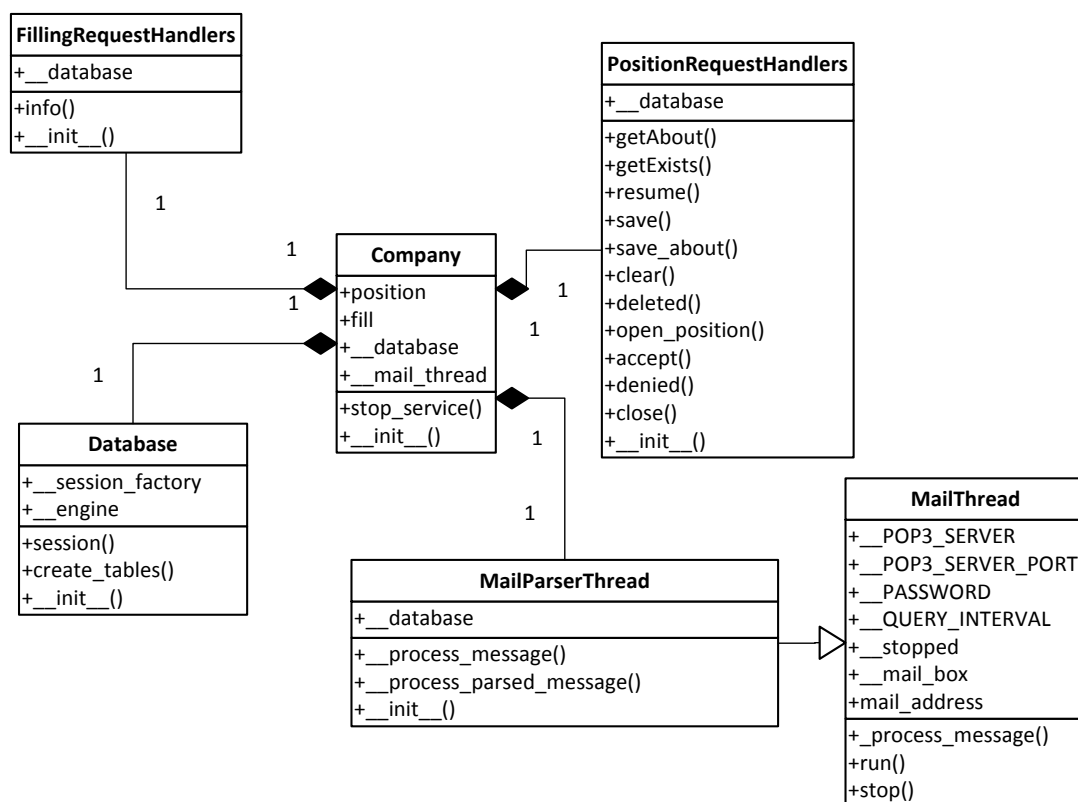 FillingRequestHandlers
+__database
+info()
+__init__()
PositionRequestHandlers
+__database
+getAbout()
+getExists()
+resume()
+save()
+save_about()
+clear()
+deleted()
+open_position()
+accept()
+denied()
+close()
+__init__()
1
1
Company
+position
+fill
+__database
+__mail_thread
+stop_service()
+__init__()
1
1
1
1
Database
+__session_factory
+__engine
+session()
+create_tables()
+__init__()
1
1
MailParserThread
+__database
+__process_message()
+__process_parsed_message()
+__init__()
MailThread
+__POP3_SERVER
+__POP3_SERVER_PORT
+__PASSWORD
+__QUERY_INTERVAL
+__stopped
+__mail_box
+mail_address
+_process_message()
+run()
+stop()